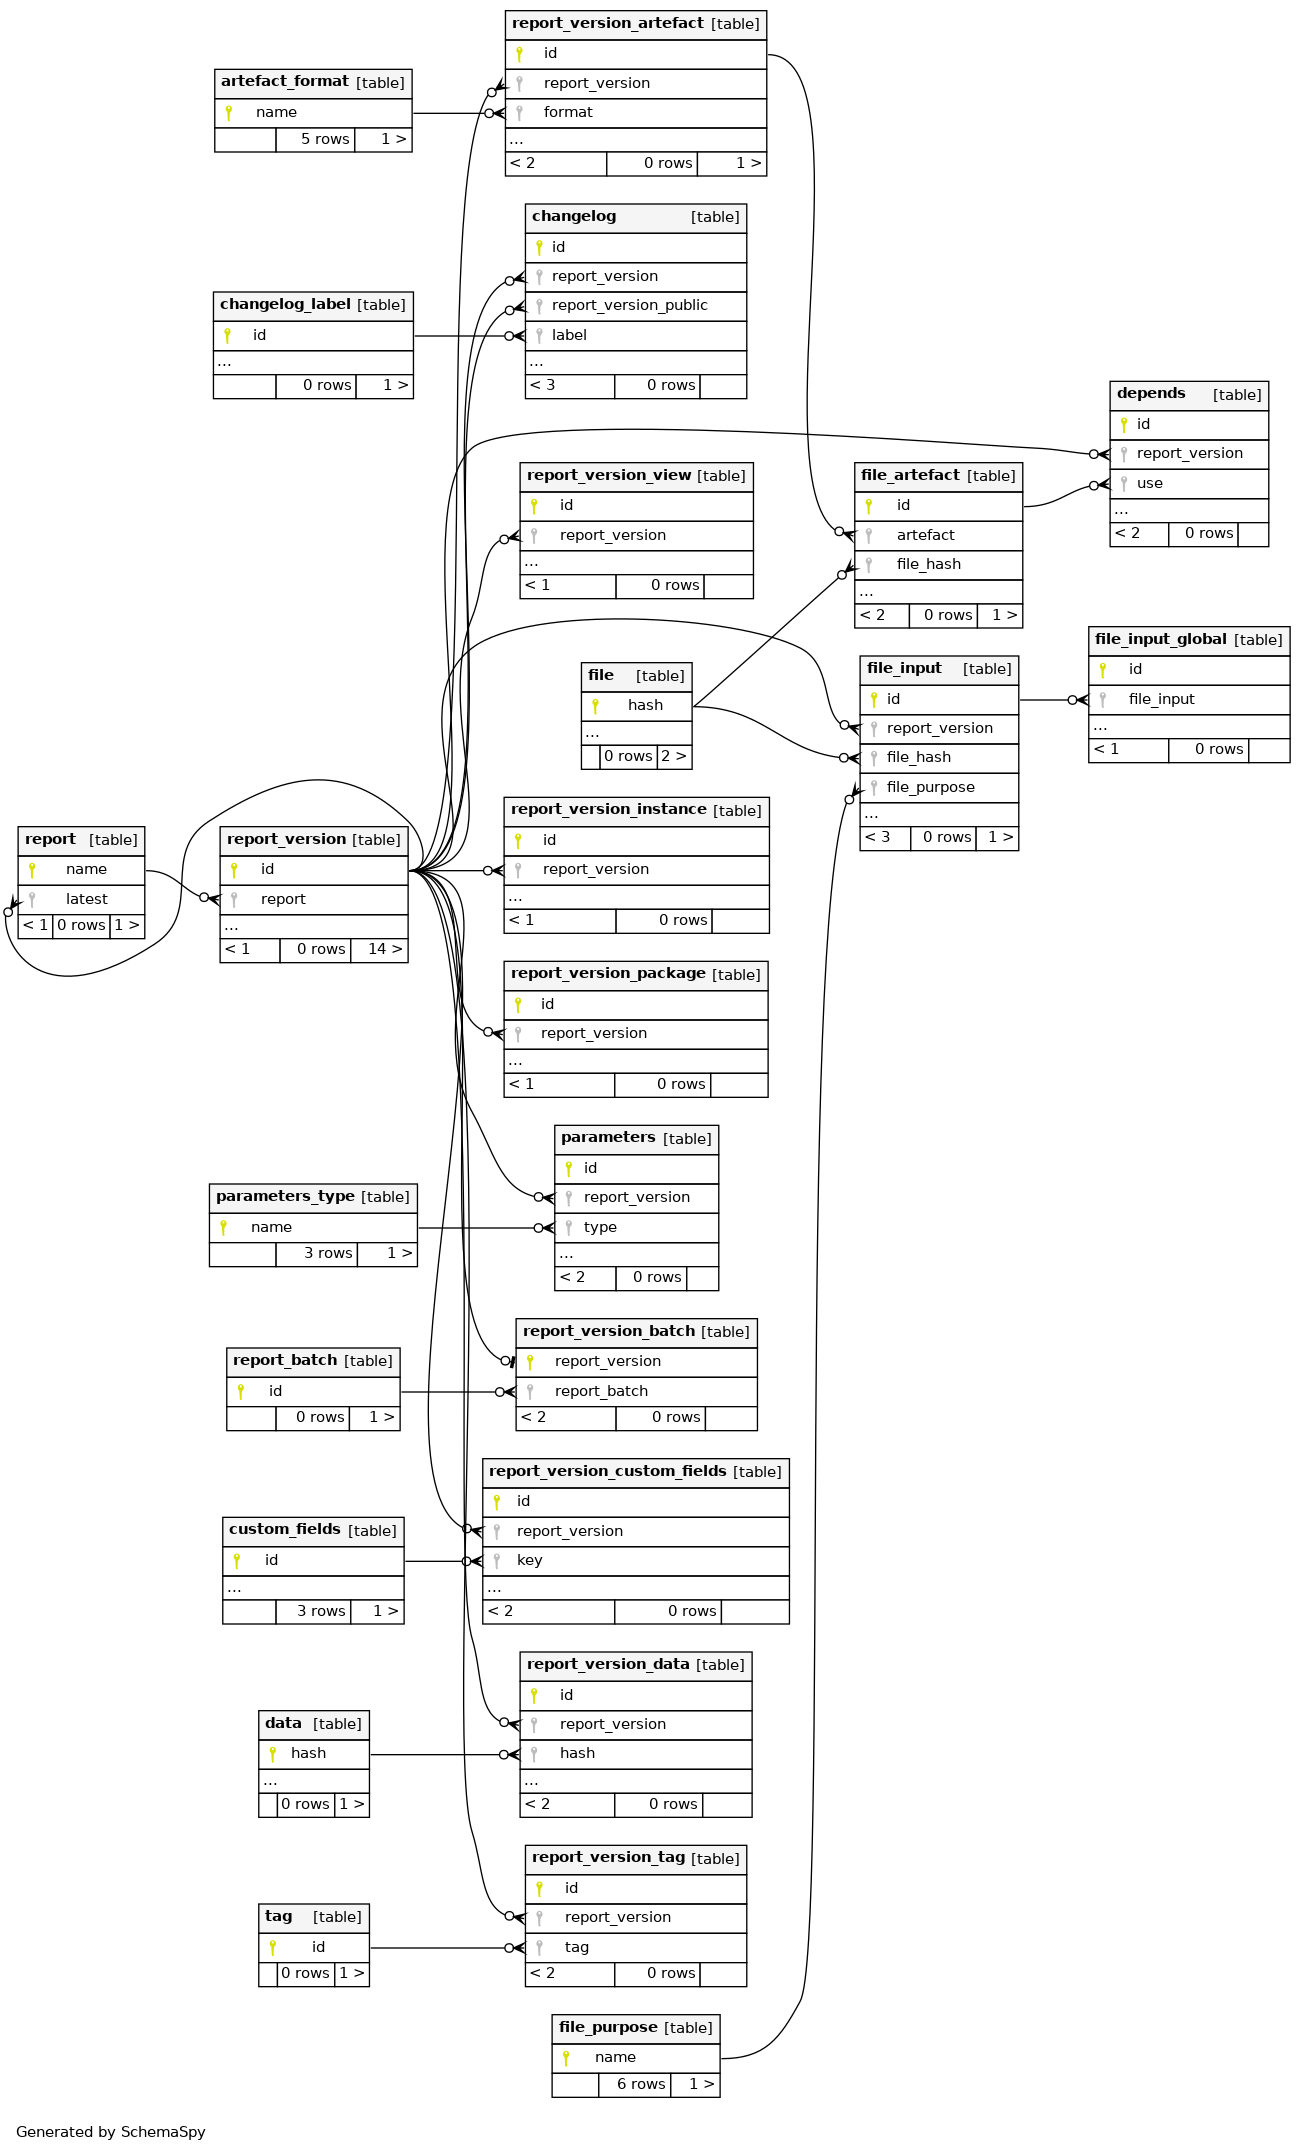 report_version_artefact [table]
id
report_version
format
...
< 2 0 rows 1 >
artefact_format [table]
name
5 rows 1 >
changelog [table]
id
report_version
report_version_public
label
...
< 3 0 rows
changelog_label [table]
id
...
0 rows 1 >
depends [table]
id
report_version
use
...
< 2 0 rows
report_version_view [table]
id
report_version
...
< 1 0 rows
file_artefact [table]
id
artefact
file_hash
...
< 2 0 rows 1 >
file_input_global [table]
id
file_input
...
< 1 0 rows
file [table]
hash
...
0 rows 2 >
file_input [table]
id
report_version
file_hash
file_purpose
...
< 3 0 rows 1 >
report [table]
name
latest
< 1 0 rows 1 >
report_version [table]
id
report
...
< 1 0 rows 14 >
report_version_instance [table]
id
report_version
...
< 1 0 rows
report_version_package [table]
id
report_version
...
< 1 0 rows
parameters [table]
id
report_version
type
...
< 2 0 rows
parameters_type [table]
name
3 rows 1 >
report_version_batch [table]
report_version
report_batch
< 2 0 rows
report_batch [table]
id
0 rows 1 >
report_version_custom_fields [table]
id
report_version
key
...
< 2 0 rows
custom_fields [table]
id
...
3 rows 1 >
report_version_data [table]
id
report_version
hash
...
< 2 0 rows
data [table]
hash
...
0 rows 1 >
report_version_tag [table]
id
report_version
tag
< 2 0 rows
tag [table]
id
0 rows 1 >
file_purpose [table]
name
6 rows 1 >
Generated by SchemaSpy